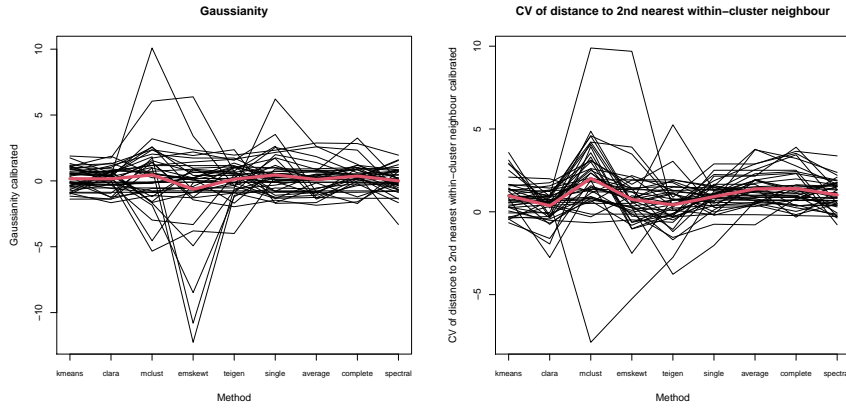 Gaussianity
Gaussianity calibrated
10
5
0
−5
−10
kmeans
clara
mclust
emskewt
teigen
single
average
complete
spectral
Method
CV of distance to 2nd nearest within−cluster neighbour
CV of distance to 2nd nearest within−cluster neighbour calibrated
10
5
0
−5
kmeans
clara
mclust
emskewt
teigen
single
average
complete
spectral
Method